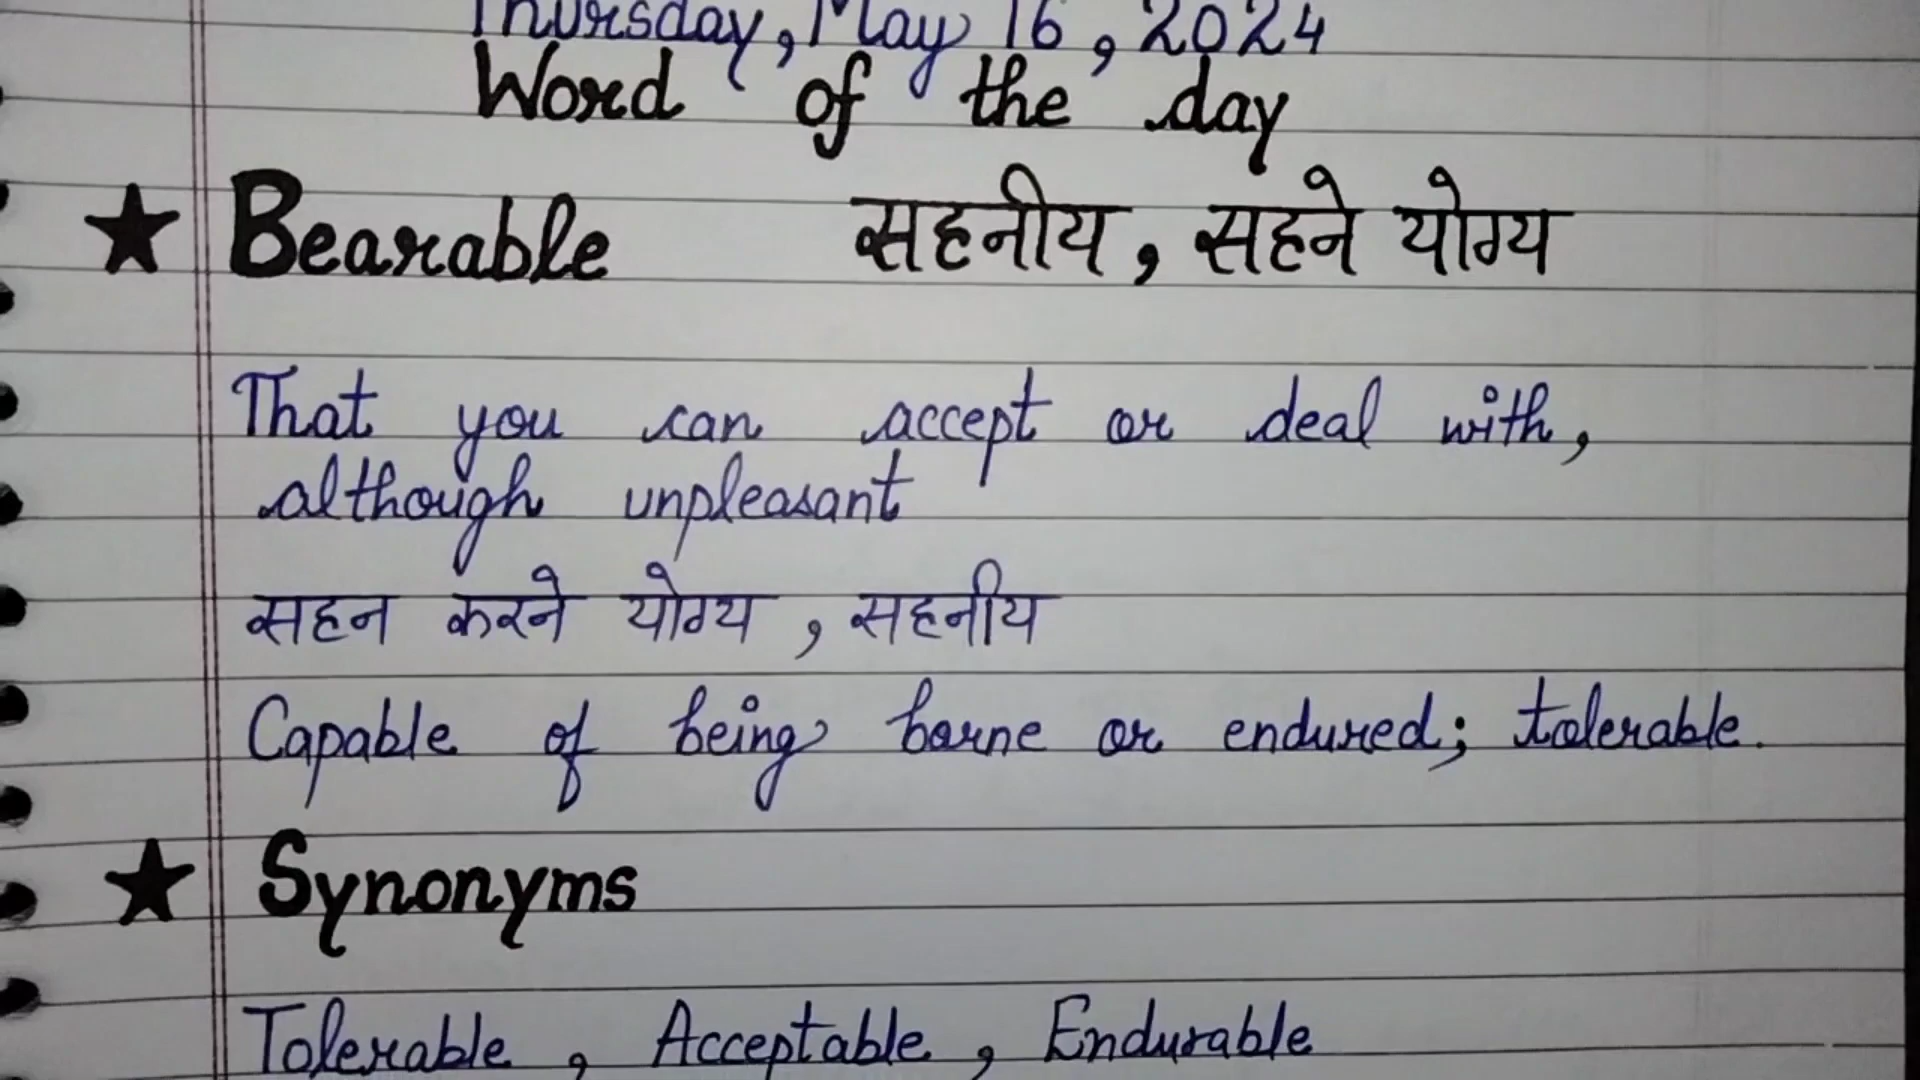 Thursday, May 16, 2024
Word of the day
★ Bearable सहनीय, सहने योग्य
That you can accept or deal with,
although unpleasant
सहन करने योग्य, सहनीय
Capable of being borne or endured; tolerable.
★ Synonyms
Tolerable, Acceptable, Endurable